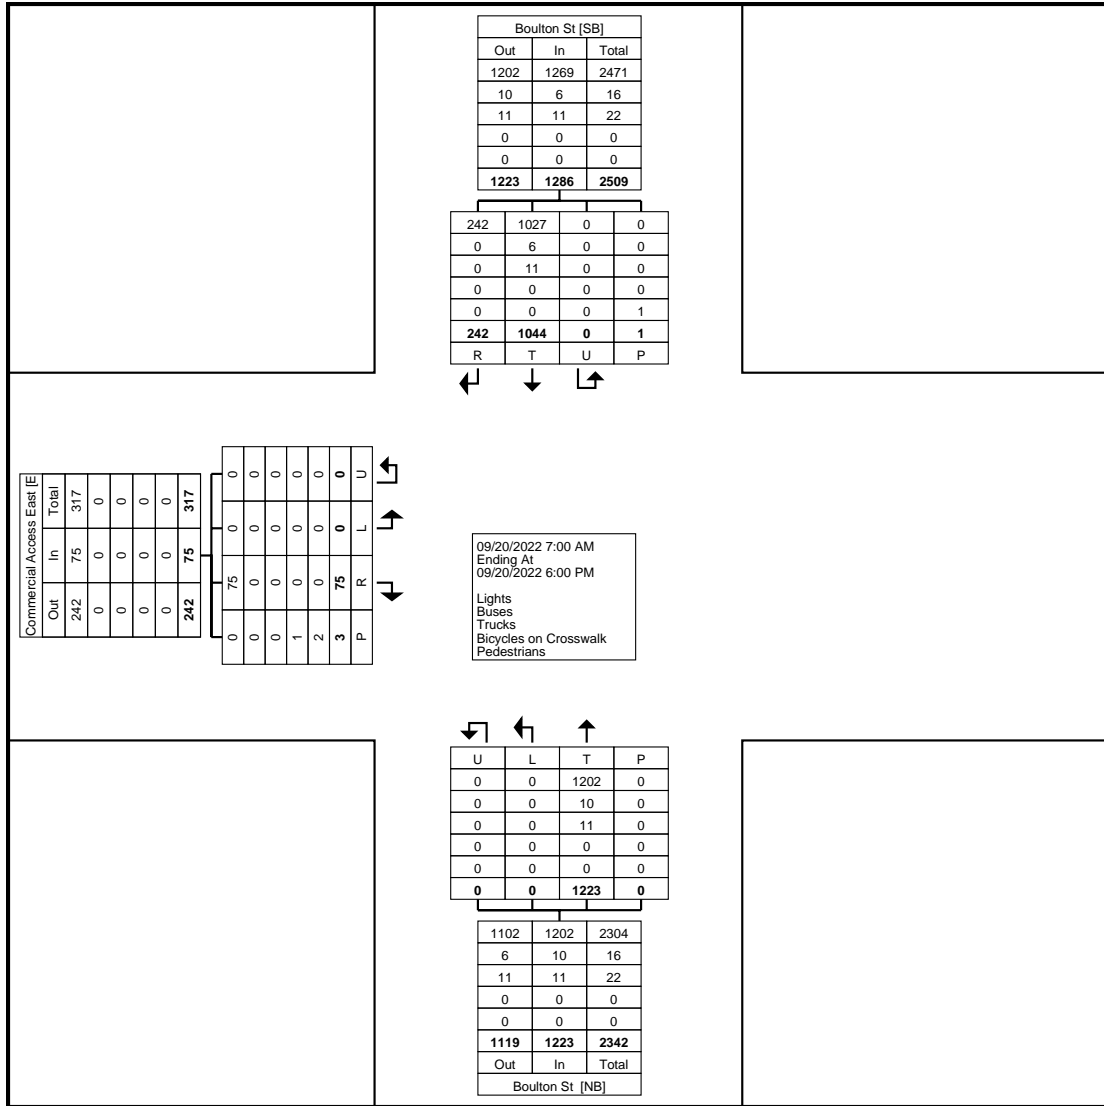 Boulton St [SB]
Out In Total
1202 1269 2471
10 6 16
11 11 22
0 0 0
0 0 0
1223 1286 2509
242 1027 0 0
0 6 0 0
0 11 0 0
0 0 0 0
0 0 0 1
242 1044 0 1
R T U P
Commercial Access East [E
Out In Total
242 75 317
0 0 0
0 0 0
0 0 0
0 0 0
242 75 317
0 75 0 0
0 0 0 0
0 0 0 0
1 0 0 0
2 0 0 0
3 75 0 0
P R L U
09/20/2022 7:00 AM
Ending At
09/20/2022 6:00 PM
Lights
Buses
Trucks
Bicycles on Crosswalk
Pedestrians
U L T P
0 0 1202 0
0 0 10 0
0 0 11 0
0 0 0 0
0 0 0 0
0 0 1223 0
1102 1202 2304
6 10 16
11 11 22
0 0 0
0 0 0
1119 1223 2342
Out In Total
Boulton St [NB]